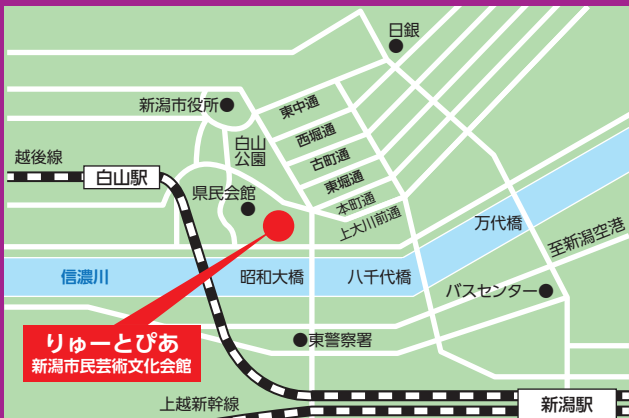 日銀
新潟市役所
東中通
西堀通
古町通
東堀通
本町通
上大川前通
白山
公園
越後線
白山駅
県民会館
万代橋
至新潟空港
信濃川
昭和大橋
八千代橋
バスセンター
りゅーとぴあ
新潟市民芸術文化会館
東警察署
上越新幹線
新潟駅